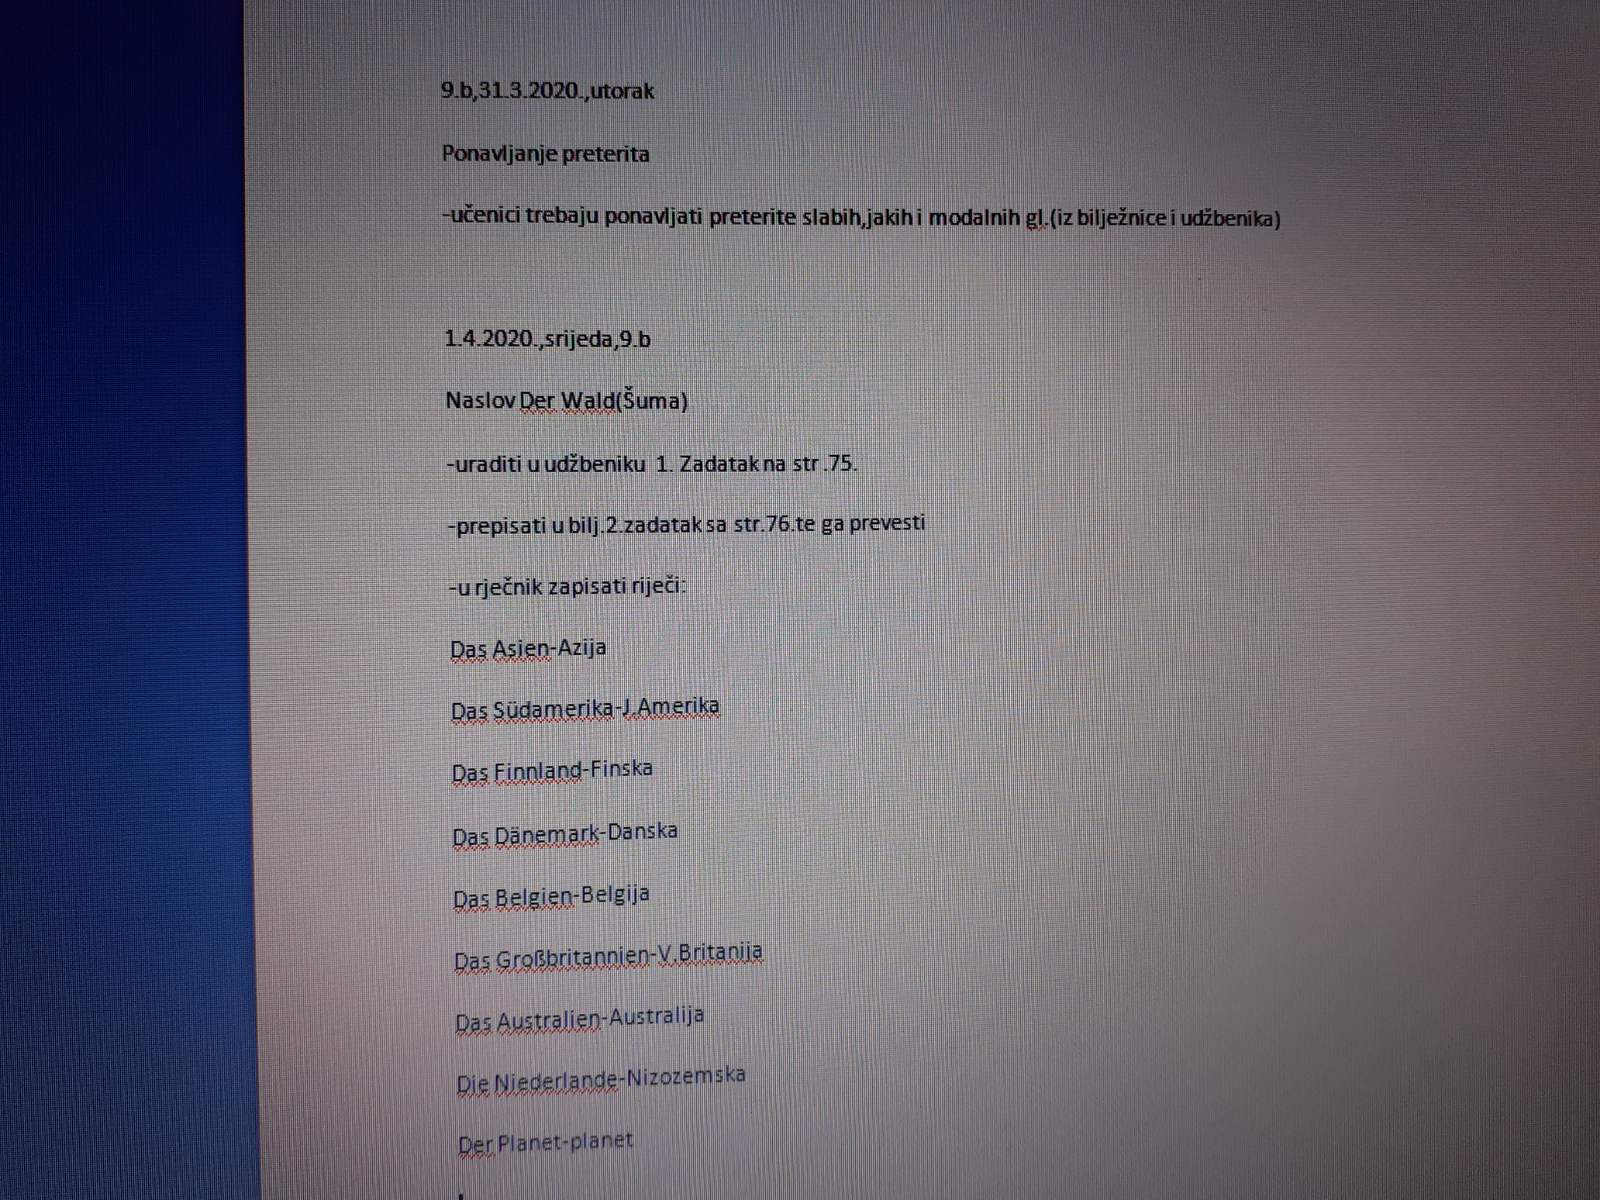 9.b,31.3.2020.,utorak
Ponavljanje preterita
-učenici trebaju ponavljati preterite slabih,jakih i modalnih gl.(iz bilježnice i udžbenika)
1.4.2020.,srijeda,9.b
Naslov Der Wald(Šuma)
-uraditi u udžbeniku 1. Zadatak na str .75.
-prepisati u bilj.2.zadatak sa str.76.te ga prevesti
-u rječnik zapisati riječi:
Das Asien-Azija
Das Südamerika-J.Amerika
Das Finnland-Finska
Das Dänemark-Danska
Das Belgien-Belgija
Das Großbritannien-V.Britanija
Das Australien-Australija
Die Niederlande-Nizozemska
Der Planet-planet